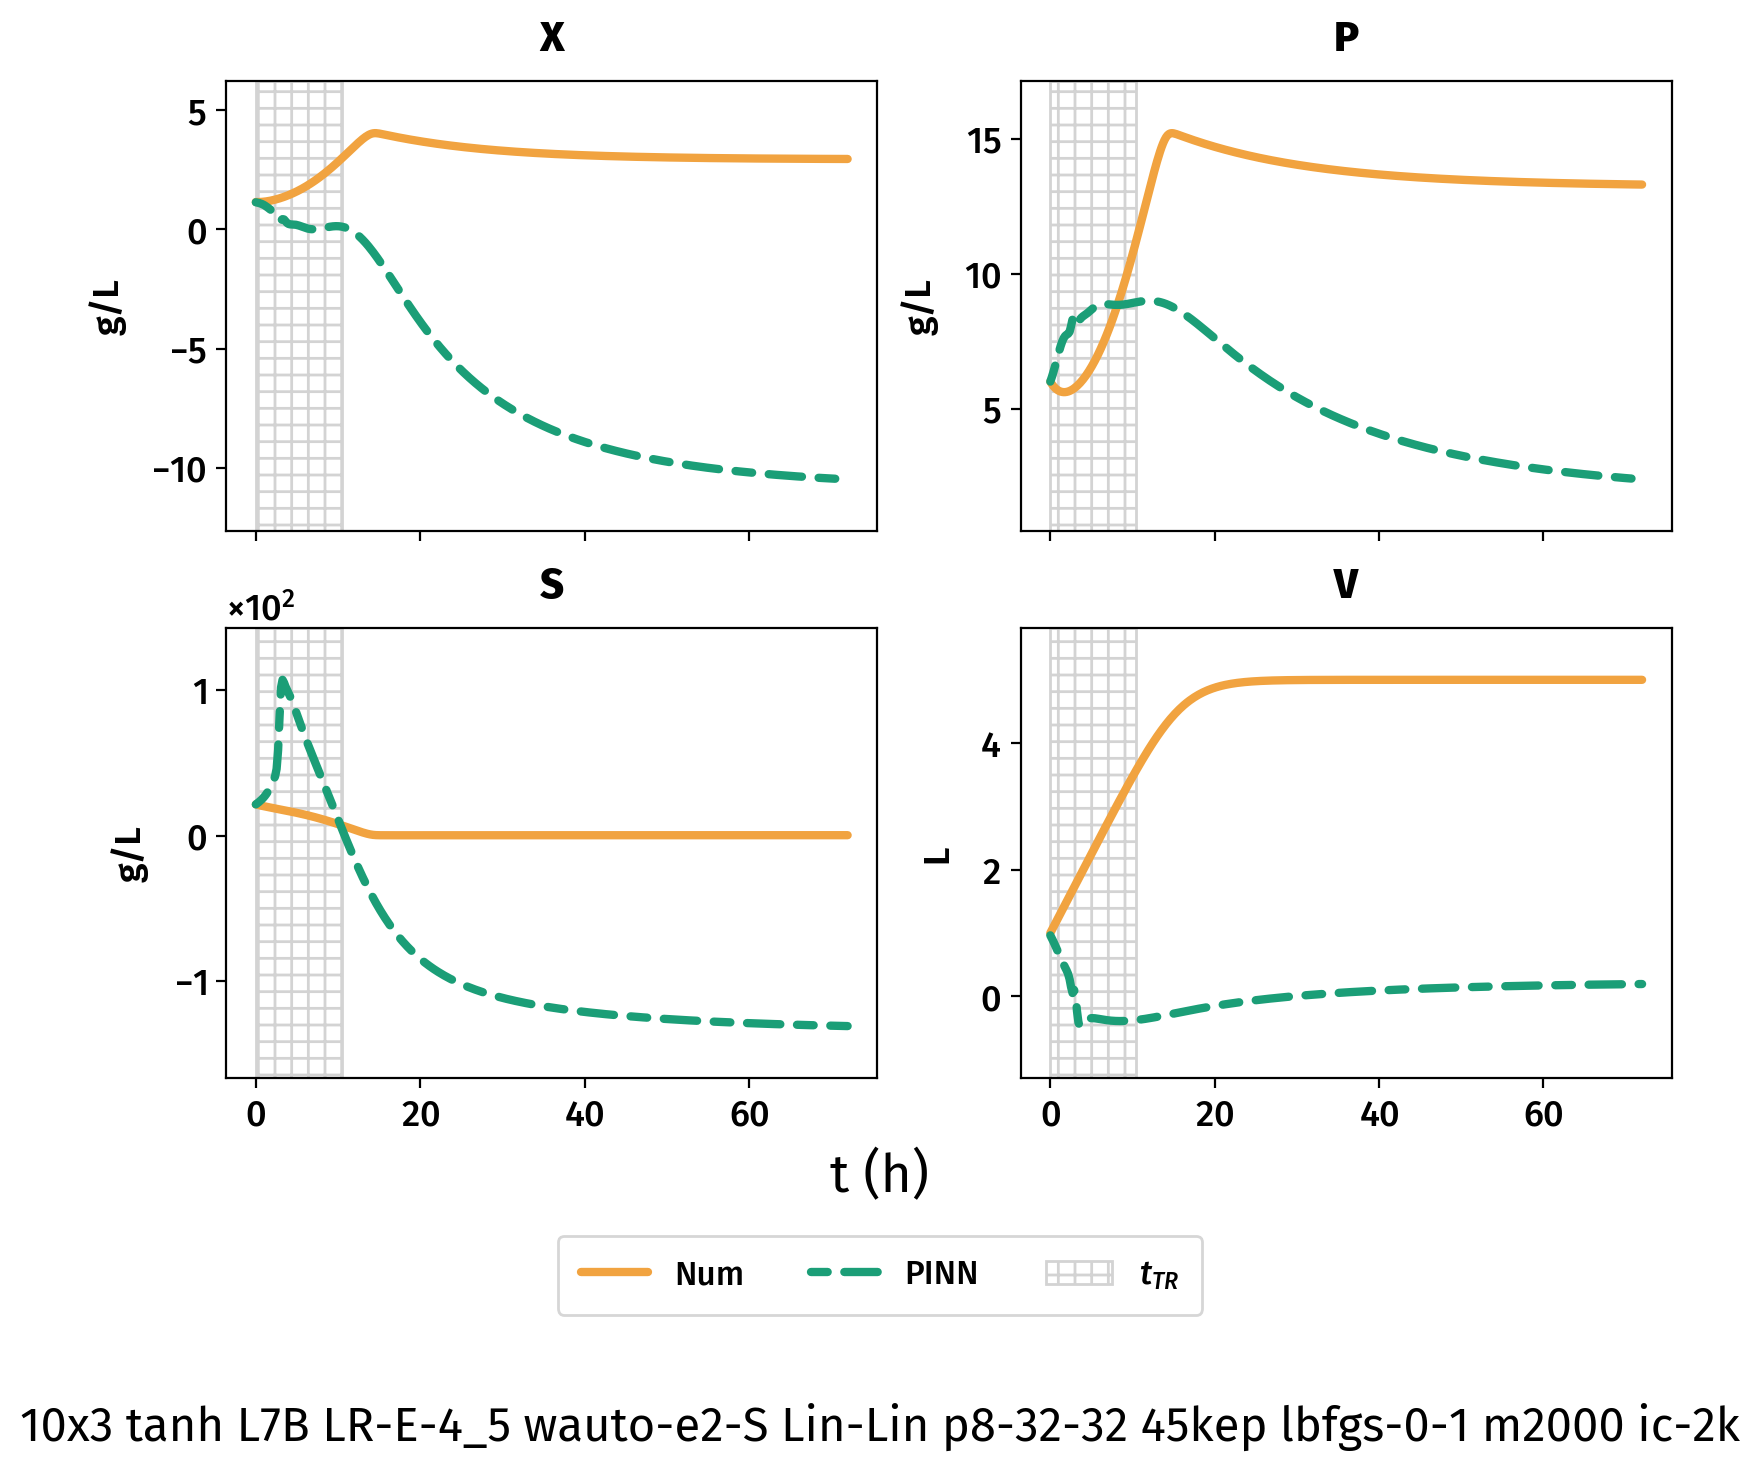 X
P
5
0
−5
−10
g/L
15
10
5
g/L
S
V
×10²
1
0
−1
g/L
4
2
0
L
0 20 40 60
0 20 40 60
t (h)
Num PINN t_TR
10x3 tanh L7B LR-E-4_5 wauto-e2-S Lin-Lin p8-32-32 45kep lbfgs-0-1 m2000 ic-2k